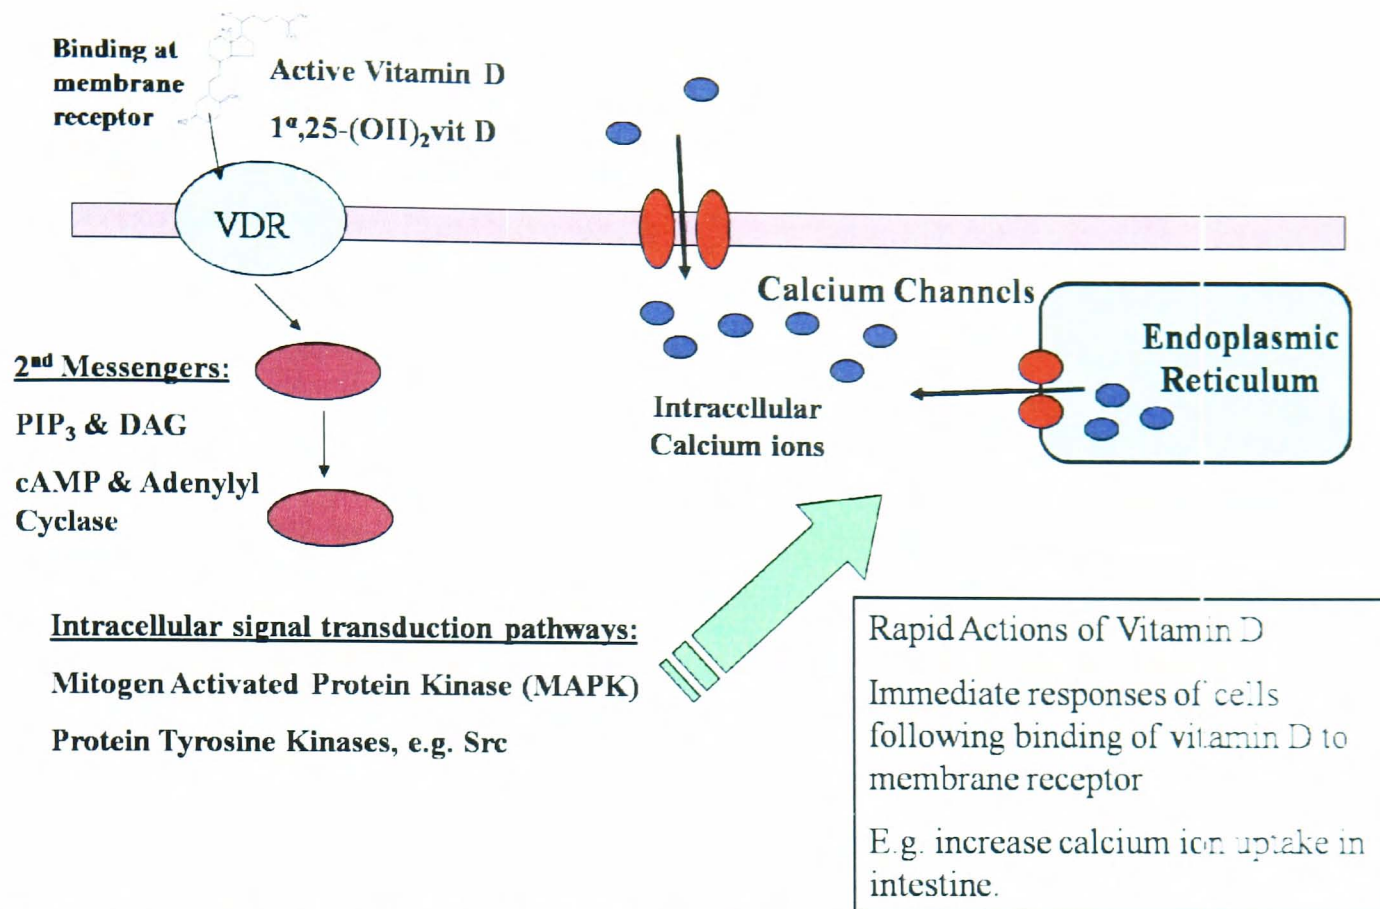 Binding at
membrane
receptor
Active Vitamin D
1α,25-(OH)2vit D
VDR
Calcium Channels
Endoplasmic
Reticulum
2nd Messengers:
PIP3 & DAG
cAMP & Adenylyl
Cyclase
Intracellular
Calcium ions
Intracellular signal transduction pathways:
Mitogen Activated Protein Kinase (MAPK)
Protein Tyrosine Kinases, e.g. Src
Rapid Actions of Vitamin D
Immediate responses of cells
following binding of vitamin D to
membrane receptor
E.g. increase calcium ion uptake in
intestine.